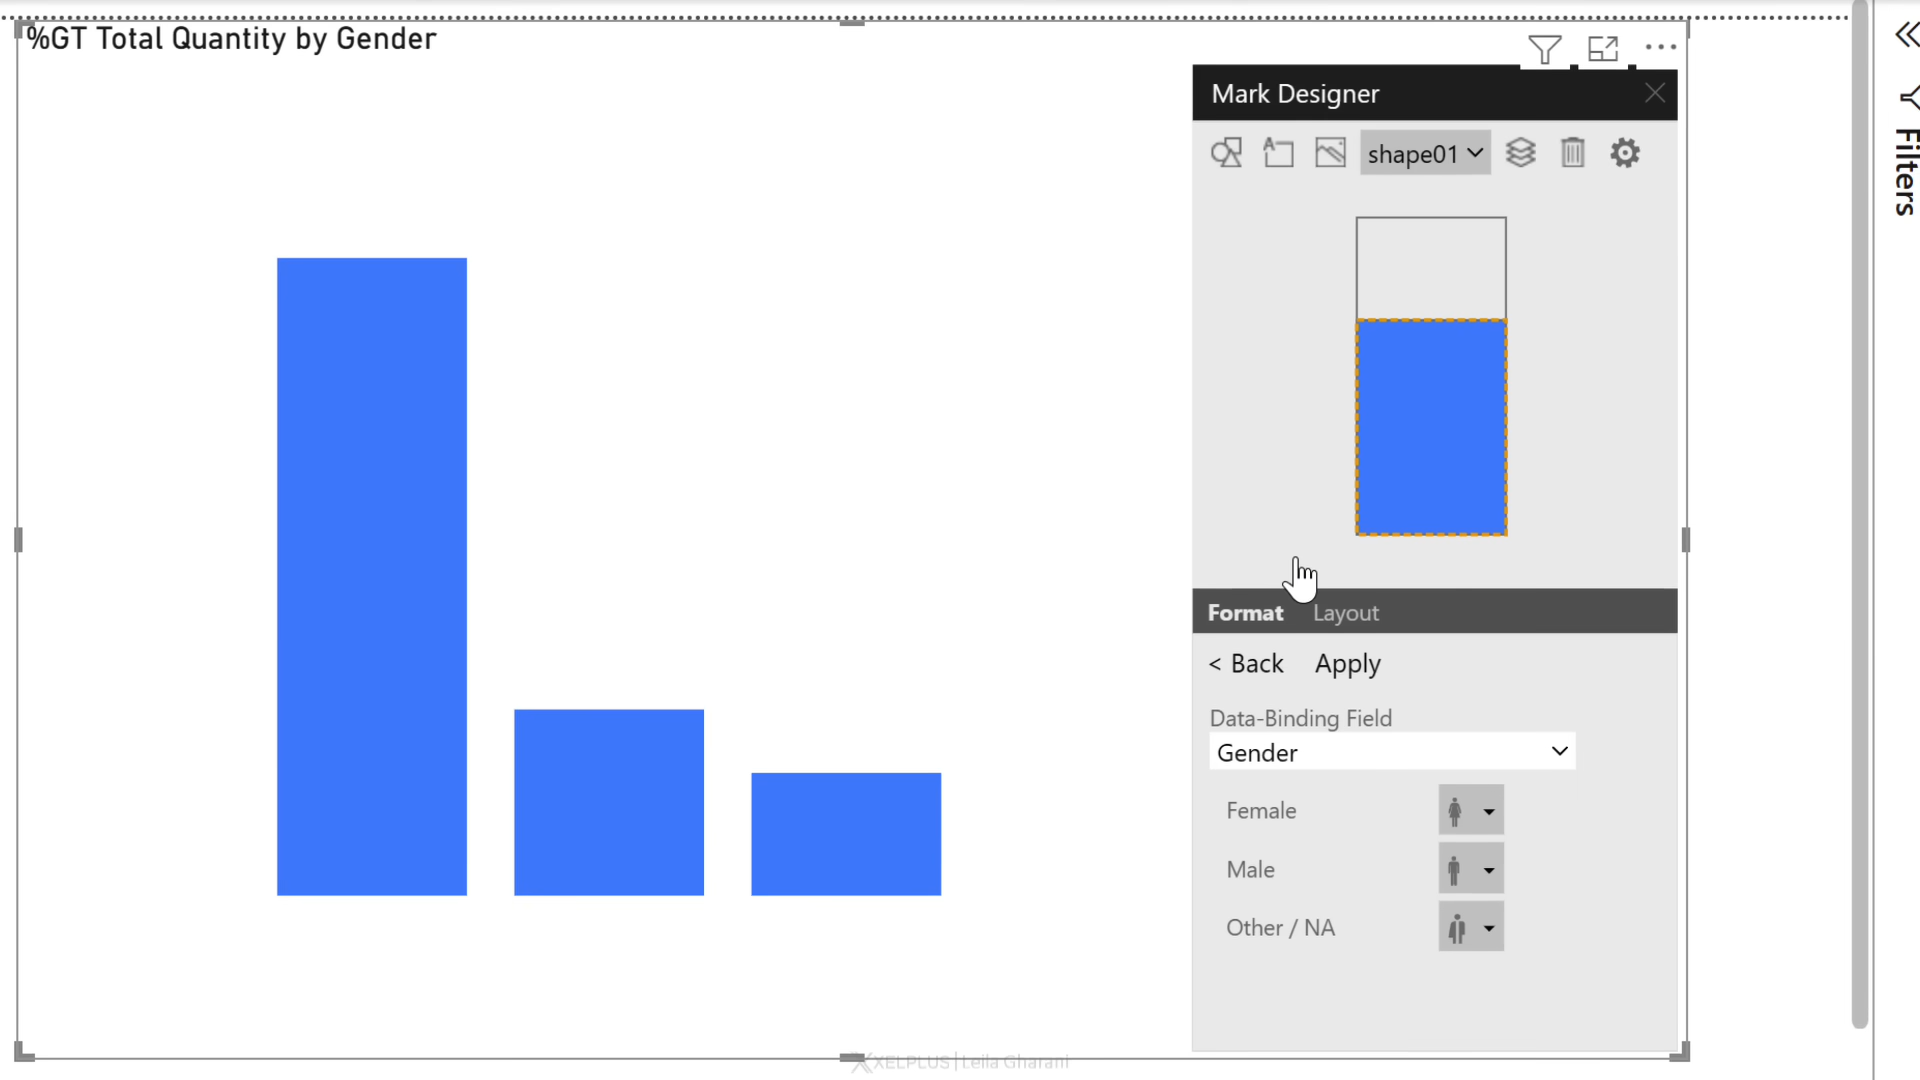 %GT Total Quantity by Gender
Mark Designer
shape01
Format Layout
< Back Apply
Data-Binding Field
Gender
Female
Male
Other / NA
Filters
XELPLUS | Leila Gharani